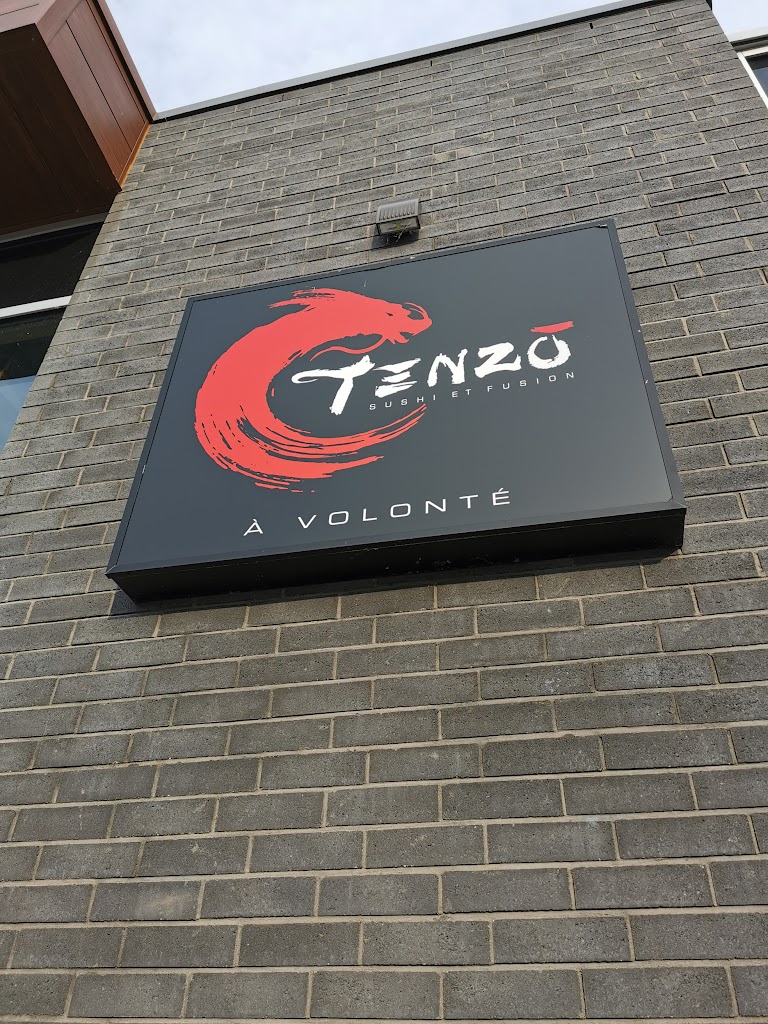 TENZŌ
SUSHI ET FUSION
À VOLONTÉ